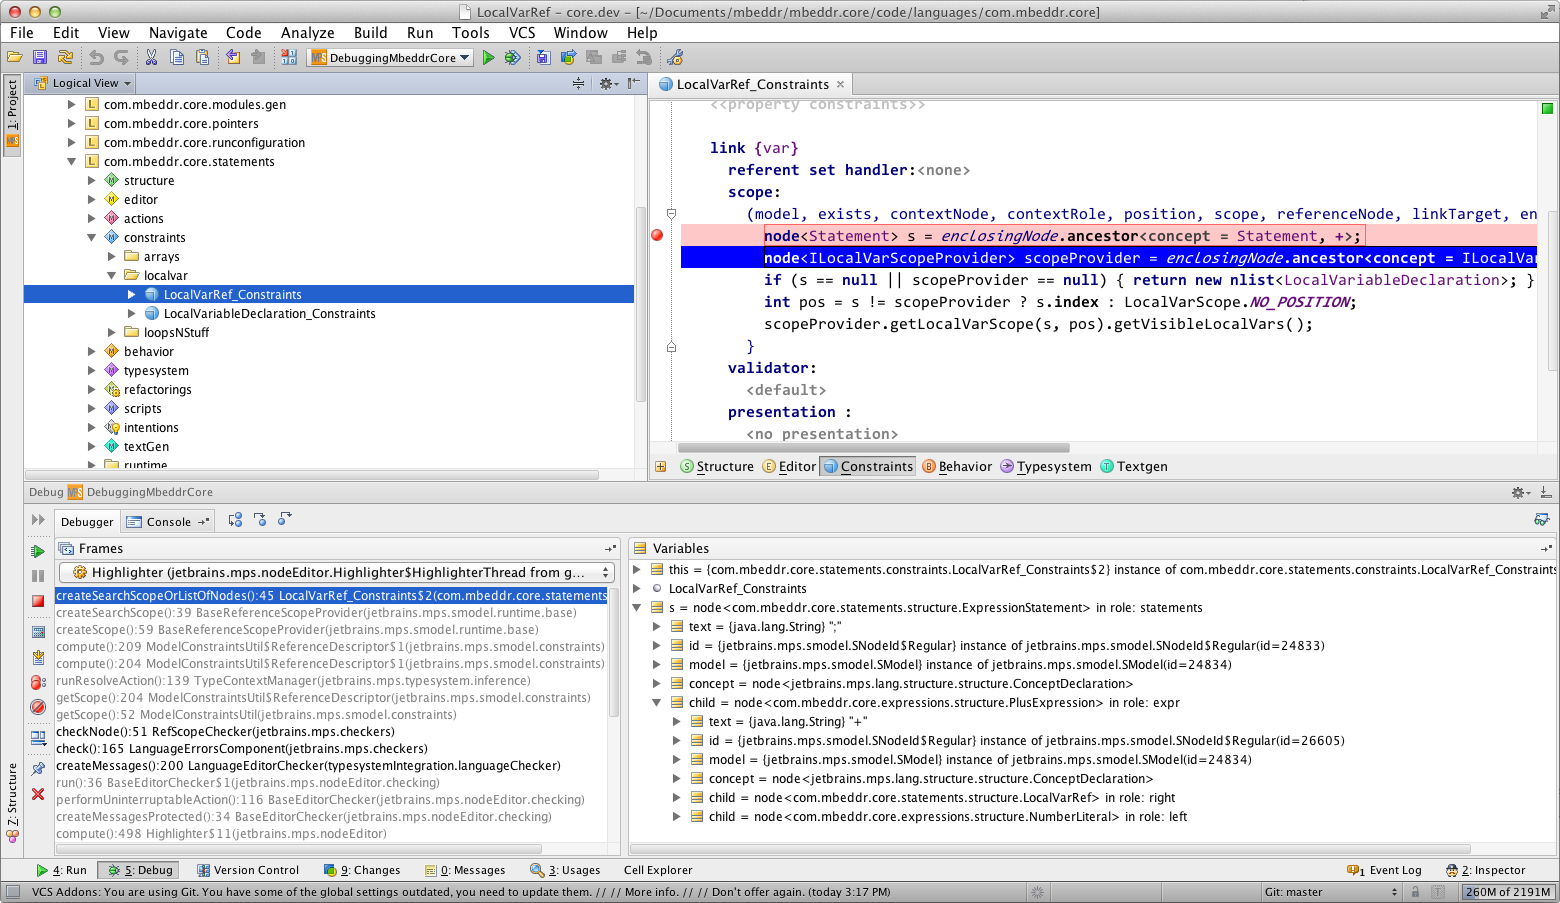 LocalVarRef – core.dev – [~/Documents/mbeddr/mbeddr.core/code/languages/com.mbeddr.core]
File Edit View Navigate Code Analyze Build Run Tools VCS Window Help
DebuggingMbeddrCore
1: Project
Logical View
com.mbeddr.core.modules.gen
com.mbeddr.core.pointers
com.mbeddr.core.runconfiguration
com.mbeddr.core.statements
structure
editor
actions
constraints
arrays
localvar
LocalVarRef_Constraints
LocalVariableDeclaration_Constraints
loopsNStuff
behavior
typesystem
refactorings
scripts
intentions
textGen
runtime
LocalVarRef_Constraints
<<property constraints>>
link {var}
referent set handler:<none>
scope:
(model, exists, contextNode, contextRole, position, scope, referenceNode, linkTarget, en
node<Statement> s = enclosingNode.ancestor<concept = Statement, +>;
node<ILocalVarScopeProvider> scopeProvider = enclosingNode.ancestor<concept = ILocalVar
if (s == null || scopeProvider == null) { return new nlist<LocalVariableDeclaration>; }
int pos = s != scopeProvider ? s.index : LocalVarScope.NO_POSITION;
scopeProvider.getLocalVarScope(s, pos).getVisibleLocalVars();
}
validator:
<default>
presentation :
<no presentation>
Structure Editor Constraints Behavior Typesystem Textgen
Debug DebuggingMbeddrCore
Debugger Console
Frames
Highlighter (jetbrains.mps.nodeEditor.Highlighter$HighlighterThread from g...
createSearchScopeOrListOfNodes():45 LocalVarRef_Constraints$2(com.mbeddr.core.statements
createSearchScope():39 BaseReferenceScopeProvider(jetbrains.mps.smodel.runtime.base)
createScope():59 BaseReferenceScopeProvider(jetbrains.mps.smodel.runtime.base)
compute():209 ModelConstraintsUtil$ReferenceDescriptor$1(jetbrains.mps.smodel.constraints)
compute():204 ModelConstraintsUtil$ReferenceDescriptor$1(jetbrains.mps.smodel.constraints)
runResolveAction():139 TypeContextManager(jetbrains.mps.typesystem.inference)
getScope():204 ModelConstraintsUtil$ReferenceDescriptor(jetbrains.mps.smodel.constraints)
getScope():52 ModelConstraintsUtil(jetbrains.mps.smodel.constraints)
checkNode():51 RefScopeChecker(jetbrains.mps.checkers)
check():165 LanguageErrorsComponent(jetbrains.mps.checkers)
createMessages():200 LanguageEditorChecker(typesystemIntegration.languageChecker)
run():36 BaseEditorChecker$1(jetbrains.mps.nodeEditor.checking)
performUninterruptableAction():116 BaseEditorChecker(jetbrains.mps.nodeEditor.checking)
createMessagesProtected():34 BaseEditorChecker(jetbrains.mps.nodeEditor.checking)
compute():498 Highlighter$11(jetbrains.mps.nodeEditor)
Variables
this = {com.mbeddr.core.statements.constraints.LocalVarRef_Constraints$2} instance of com.mbeddr.core.statements.constraints.LocalVarRef_Constraints
LocalVarRef_Constraints
s = node<com.mbeddr.core.statements.structure.ExpressionStatement> in role: statements
text = {java.lang.String} ";"
id = {jetbrains.mps.smodel.SNodeId$Regular} instance of jetbrains.mps.smodel.SNodeId$Regular(id=24833)
model = {jetbrains.mps.smodel.SModel} instance of jetbrains.mps.smodel.SModel(id=24834)
concept = node<jetbrains.mps.lang.structure.structure.ConceptDeclaration>
child = node<com.mbeddr.core.expressions.structure.PlusExpression> in role: expr
text = {java.lang.String} "+"
id = {jetbrains.mps.smodel.SNodeId$Regular} instance of jetbrains.mps.smodel.SNodeId$Regular(id=26605)
model = {jetbrains.mps.smodel.SModel} instance of jetbrains.mps.smodel.SModel(id=24834)
concept = node<jetbrains.mps.lang.structure.structure.ConceptDeclaration>
child = node<com.mbeddr.core.statements.structure.LocalVarRef> in role: right
child = node<com.mbeddr.core.expressions.structure.NumberLiteral> in role: left
Z: Structure
4: Run 5: Debug Version Control 9: Changes 0: Messages 3: Usages Cell Explorer 1 Event Log 2: Inspector
VCS Addons: You are using Git. You have some of the global settings outdated, you need to update them. // // More info. // // Don't offer again. (today 3:17 PM) Git: master 260M of 2191M